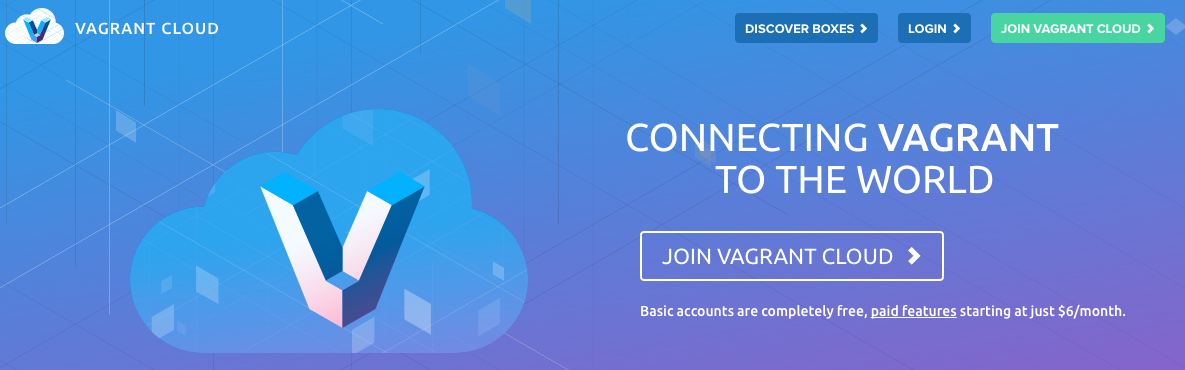 VAGRANT CLOUD
DISCOVER BOXES
LOGIN
JOIN VAGRANT CLOUD
CONNECTING VAGRANT
TO THE WORLD
JOIN VAGRANT CLOUD
Basic accounts are completely free, paid features starting at just $6/month.